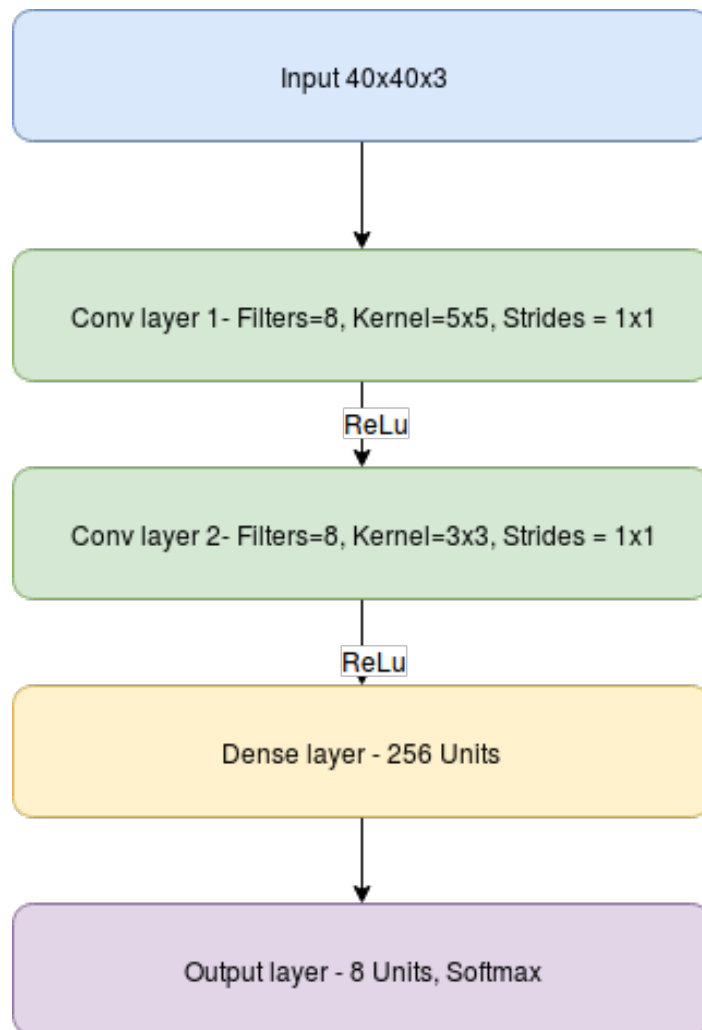 Input 40x40x3
Conv layer 1- Filters=8, Kernel=5x5, Strides = 1x1
ReLu
Conv layer 2- Filters=8, Kernel=3x3, Strides = 1x1
ReLu
Dense layer - 256 Units
Output layer - 8 Units, Softmax